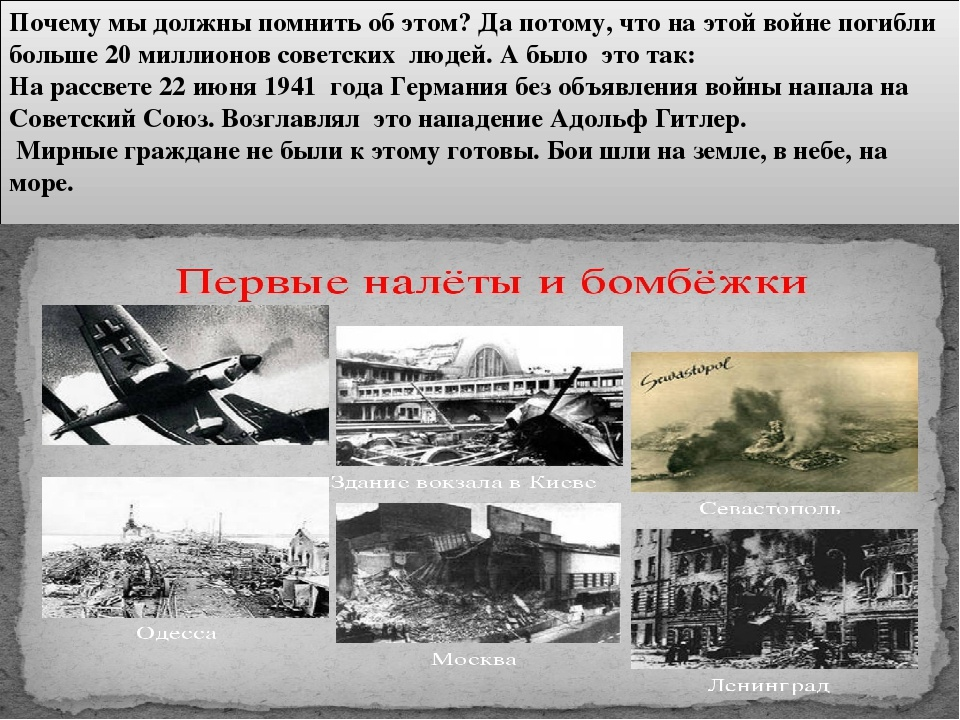 Почему мы должны помнить об этом? Да потому, что на этой войне погибли
больше 20 миллионов советских людей. А было это так:
На рассвете 22 июня 1941 года Германия без объявления войны напала на
Советский Союз. Возглавлял это нападение Адольф Гитлер.
Мирные граждане не были к этому готовы. Бои шли на земле, в небе, на
море.
Первые налёты и бомбёжки
Sewastopol
Здание вокзала в Киеве
Севастополь
Одесса
Москва
Ленинград